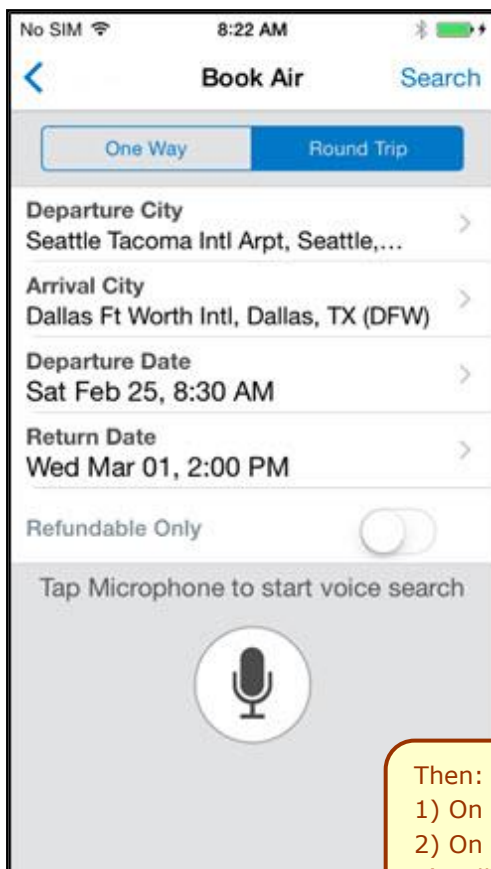 No SIM 8:22 AM
Book Air Search
One Way Round Trip
Departure City
Seattle Tacoma Intl Arpt, Seattle,...
Arrival City
Dallas Ft Worth Intl, Dallas, TX (DFW)
Departure Date
Sat Feb 25, 8:30 AM
Return Date
Wed Mar 01, 2:00 PM
Refundable Only
Tap Microphone to start voice search
Then:
1) On
2) On